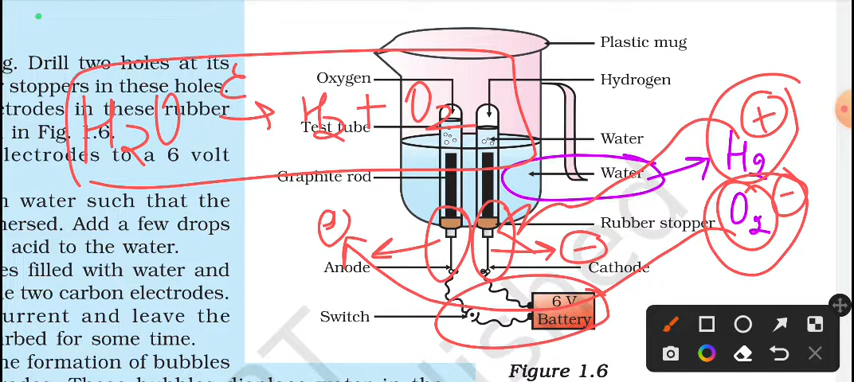 g. Drill two holes at its
stoppers in these holes.
ctrodes in these rubber
in Fig. 1.6.
lectrodes to a 6 volt
n water such that the
nersed. Add a few drops
acid to the water.
es filled with water and
e two carbon electrodes.
urrent and leave the
rbed for some time.
ne formation of bubbles
Plastic mug
Oxygen
Hydrogen
Test tube
Water
Graphite rod
Water
Rubber stopper
Anode
Cathode
Switch
6 V
Battery
Figure 1.6
H2O → H2 + O2
+
H2
O2 -
-